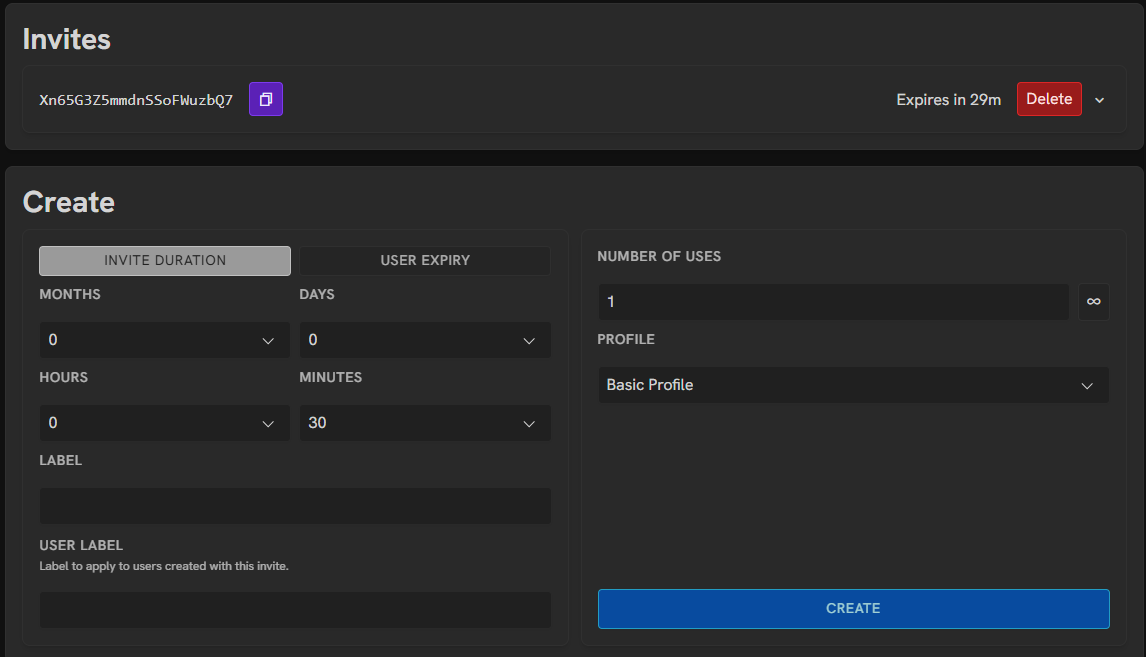 Invites
Xn65G3Z5mmdnSSoFWuzbQ7
Expires in 29m
Delete
Create
INVITE DURATION
USER EXPIRY
MONTHS
DAYS
0
0
HOURS
MINUTES
0
30
LABEL
USER LABEL
Label to apply to users created with this invite.
NUMBER OF USES
1
∞
PROFILE
Basic Profile
CREATE